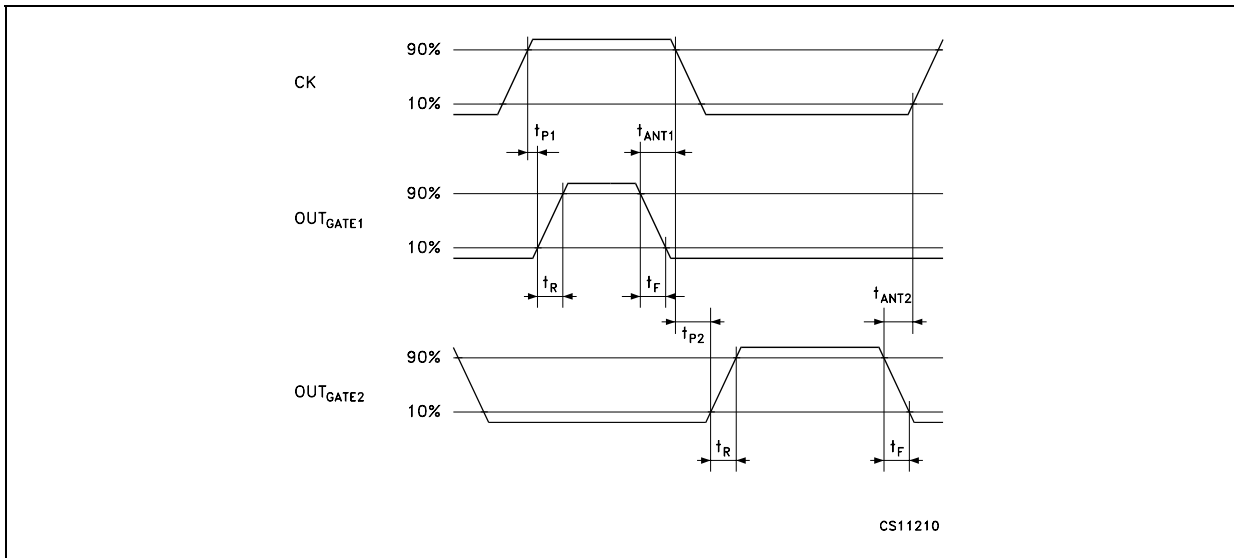 90%
CK
10%
tP1
tANT1
90%
OUTGATE1
10%
tR
tF
tANT2
tP2
90%
OUTGATE2
10%
tR
tF
CS11210